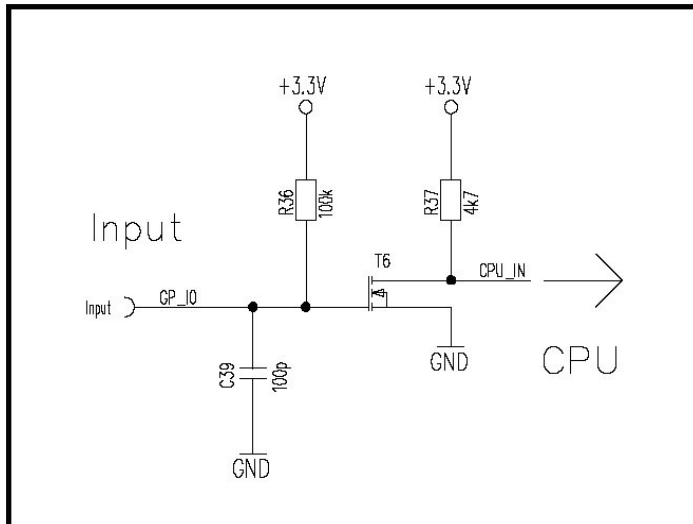 +3.3V
+3.3V
R36
100k
R37
4k7
Input
T6
CPU_IN
Input
GP_IO
GND
CPU
C39
100p
GND